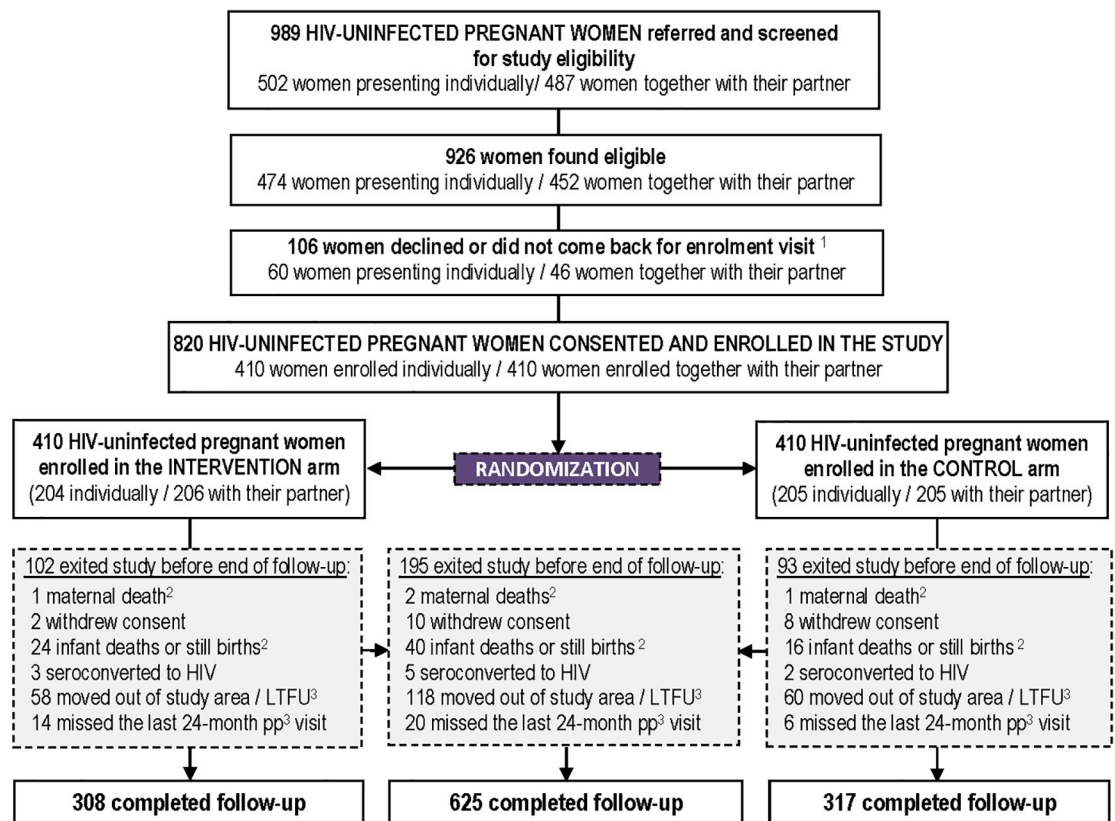 989 HIV-UNINFECTED PREGNANT WOMEN referred and screened
for study eligibility
502 women presenting individually/ 487 women together with their partner
926 women found eligible
474 women presenting individually / 452 women together with their partner
106 women declined or did not come back for enrolment visit 1
60 women presenting individually / 46 women together with their partner
820 HIV-UNINFECTED PREGNANT WOMEN CONSENTED AND ENROLLED IN THE STUDY
410 women enrolled individually / 410 women enrolled together with their partner
RANDOMIZATION
410 HIV-uninfected pregnant women
enrolled in the INTERVENTION arm
(204 individually / 206 with their partner)
410 HIV-uninfected pregnant women
enrolled in the CONTROL arm
(205 individually / 205 with their partner)
102 exited study before end of follow-up:
1 maternal death2
2 withdrew consent
24 infant deaths or still births2
3 seroconverted to HIV
58 moved out of study area / LTFU3
14 missed the last 24-month pp3 visit
195 exited study before end of follow-up:
2 maternal deaths2
10 withdrew consent
40 infant deaths or still births 2
5 seroconverted to HIV
118 moved out of study area / LTFU3
20 missed the last 24-month pp3 visit
93 exited study before end of follow-up:
1 maternal death2
8 withdrew consent
16 infant deaths or still births 2
2 seroconverted to HIV
60 moved out of study area / LTFU3
6 missed the last 24-month pp3 visit
308 completed follow-up
625 completed follow-up
317 completed follow-up